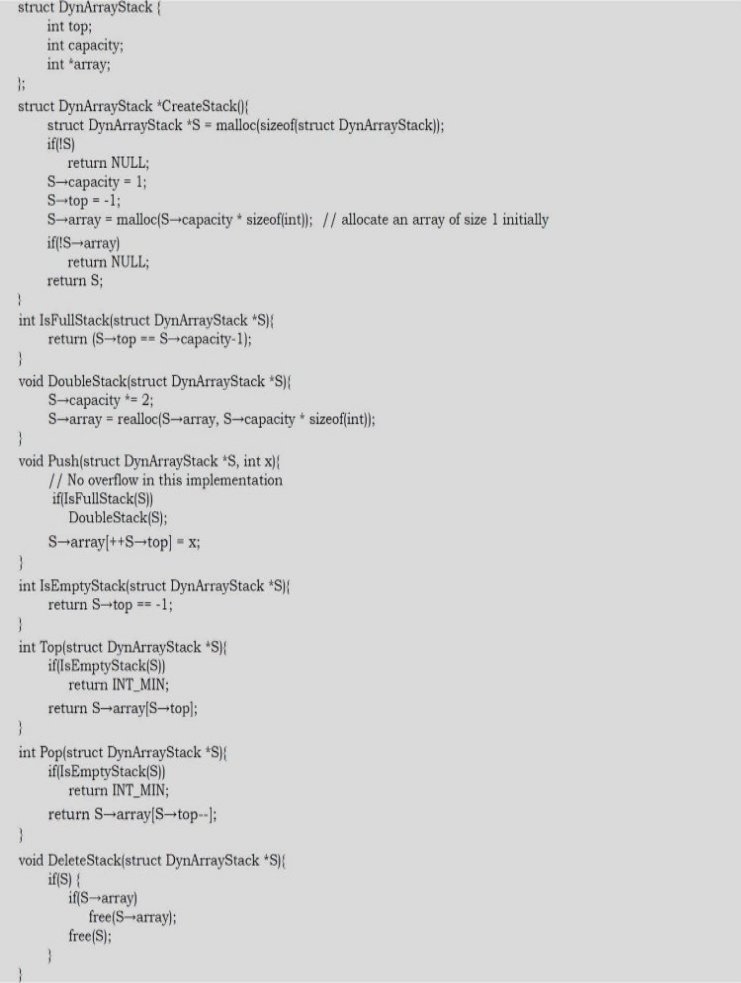 struct DynArrayStack {
int top;
int capacity;
int *array;
};
struct DynArrayStack *CreateStack(){
struct DynArrayStack *S = malloc(sizeof(struct DynArrayStack));
if(!S)
return NULL;
S→capacity = 1;
S→top = -1;
S→array = malloc(S→capacity * sizeof(int)); // allocate an array of size 1 initially
if(!S→array)
return NULL;
return S;
}
int IsFullStack(struct DynArrayStack *S){
return (S→top == S→capacity-1);
}
void DoubleStack(struct DynArrayStack *S){
S→capacity *= 2;
S→array = realloc(S→array, S→capacity * sizeof(int));
}
void Push(struct DynArrayStack *S, int x){
// No overflow in this implementation
if(IsFullStack(S))
DoubleStack(S);
S→array[++S→top] = x;
}
int IsEmptyStack(struct DynArrayStack *S){
return S→top == -1;
}
int Top(struct DynArrayStack *S){
if(IsEmptyStack(S))
return INT_MIN;
return S→array[S→top];
}
int Pop(struct DynArrayStack *S){
if(IsEmptyStack(S))
return INT_MIN;
return S→array[S→top--];
}
void DeleteStack(struct DynArrayStack *S){
if(S) {
if(S→array)
free(S→array);
free(S);
}
}